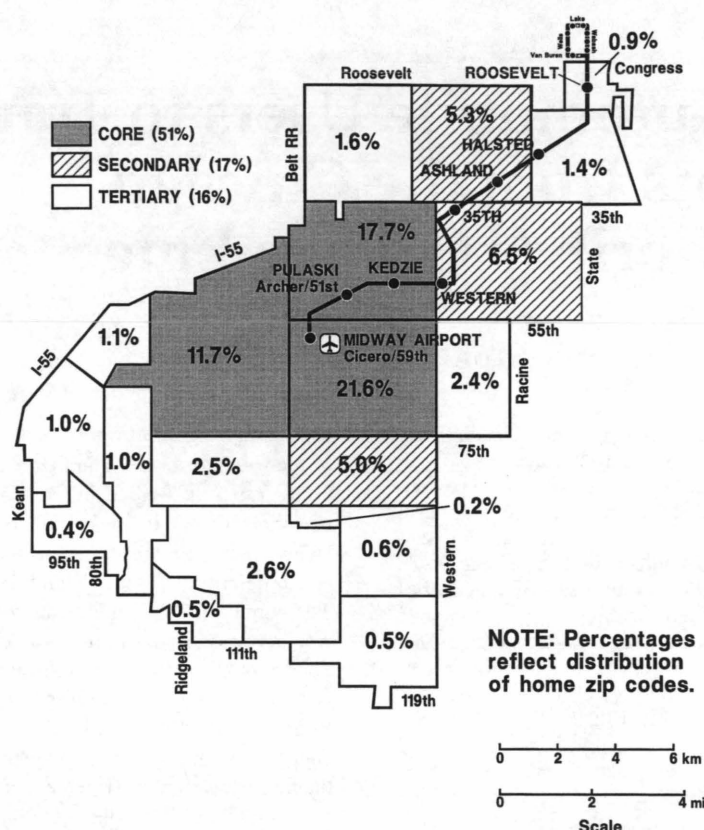 Lake
Wells
Wabash
Van Buren
0.9%
Roosevelt
ROOSEVELT
Congress
CORE (51%)
SECONDARY (17%)
TERTIARY (16%)
Belt RR
1.6%
5.3%
HALSTED
ASHLAND
1.4%
35TH
35th
I-55
17.7%
PULASKI
Archer/51st
KEDZIE
6.5%
State
WESTERN
55th
1.1%
I-55
11.7%
MIDWAY AIRPORT
Cicero/59th
21.6%
2.4%
Racine
1.0%
75th
1.0%
2.5%
5.0%
Kean
0.2%
0.4%
95th
80th
2.6%
0.6%
Western
0.5%
Ridgeland
111th
0.5%
119th
NOTE: Percentages
reflect distribution
of home zip codes.
0 2 4 6 km
0 2 4 mi
Scale